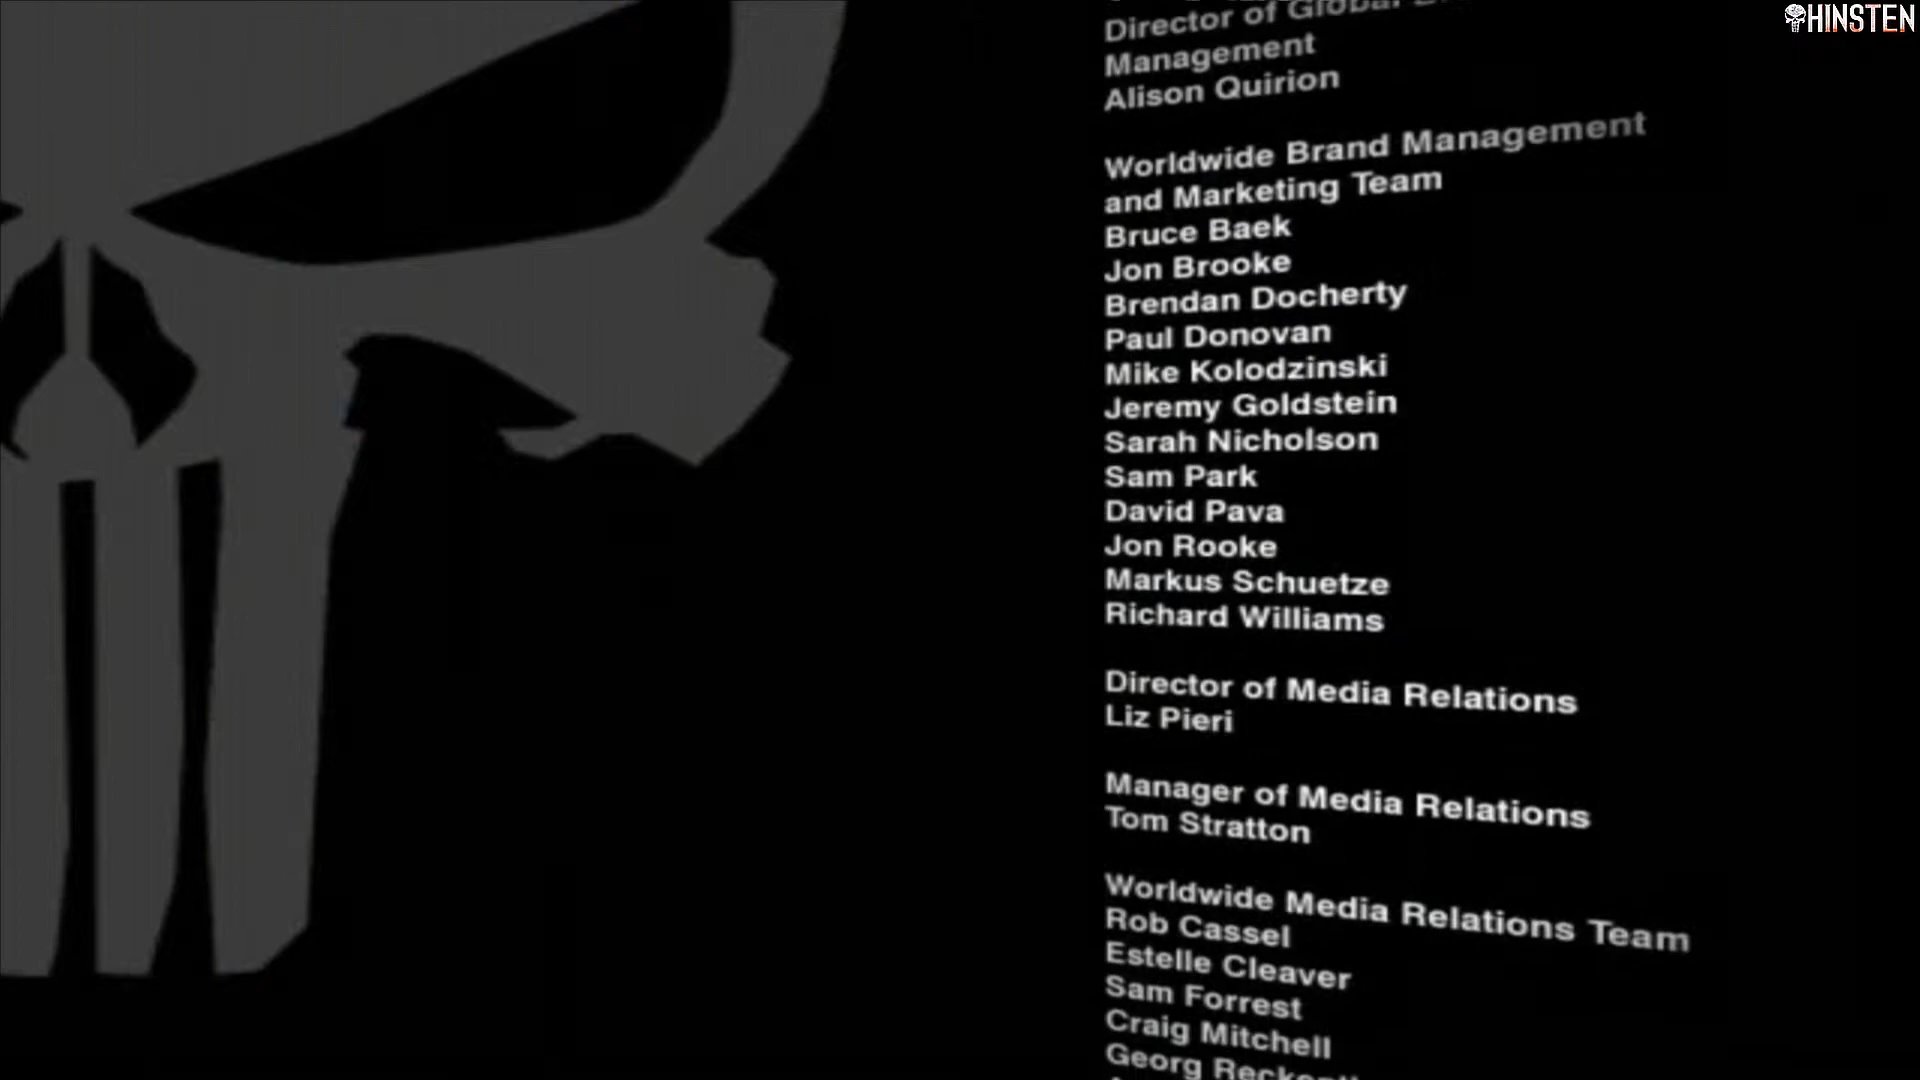 HINSTEN
Director of Global
Management
Alison Quirion
Worldwide Brand Management
and Marketing Team
Bruce Baek
Jon Brooke
Brendan Docherty
Paul Donovan
Mike Kolodzinski
Jeremy Goldstein
Sarah Nicholson
Sam Park
David Pava
Jon Rooke
Markus Schuetze
Richard Williams
Director of Media Relations
Liz Pieri
Manager of Media Relations
Tom Stratton
Worldwide Media Relations Team
Rob Cassel
Estelle Cleaver
Sam Forrest
Craig Mitchell
Georg